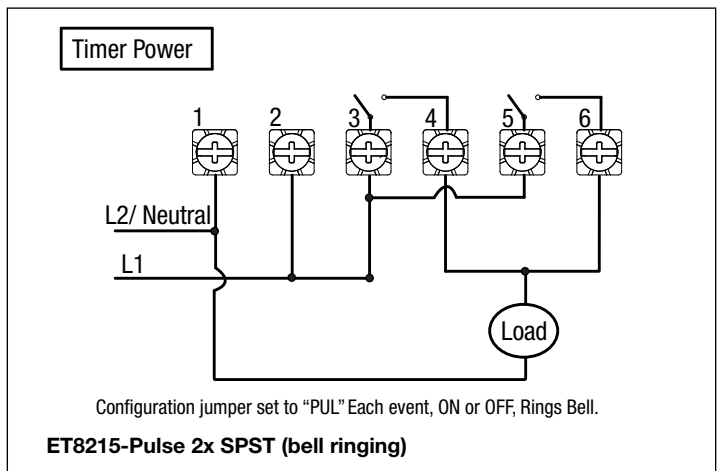 Timer Power
1 2 3 4 5 6
L2/ Neutral
L1
Load
Configuration jumper set to “PUL” Each event, ON or OFF, Rings Bell.
ET8215-Pulse 2x SPST (bell ringing)